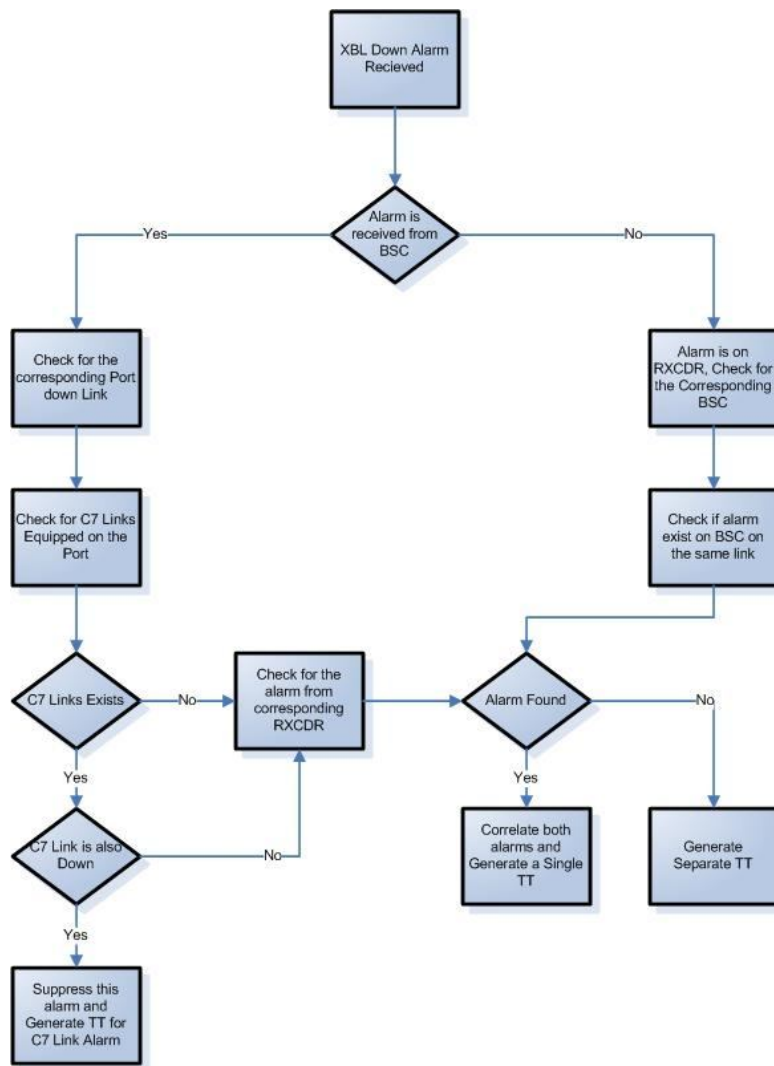 XBL Down Alarm
Recieved
Alarm is
received from
BSC
Yes
No
Check for the
corresponding Port
down Link
Alarm is on
RXCDR, Check for
the Corresponding
BSC
Check for C7 Links
Equipped on the
Port
Check if alarm
exist on BSC on
the same link
C7 Links Exists
No
Check for the
alarm from
corresponding
RXCDR
Alarm Found
No
Yes
Yes
C7 Link is also
Down
No
Correlate both
alarms and
Generate a Single
TT
Generate
Separate TT
Yes
Suppress this
alarm and
Generate TT for
C7 Link Alarm